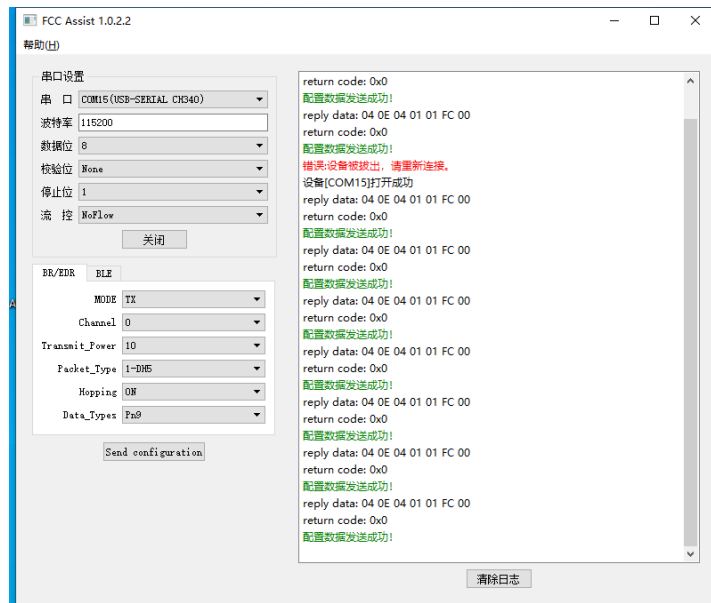 FCC Assist 1.0.2.2
帮助(H)
串口设置
串 口 COM15(USB-SERIAL CH340)
波特率 115200
数据位 8
校验位 None
停止位 1
流 控 NoFlow
关闭
BR/EDR BLE
MODE TX
Channel 0
Transmit_Power 10
Packet_Type 1-DH5
Hopping ON
Data_Types Pn9
Send configuration
return code: 0x0
配置数据发送成功!
reply data: 04 0E 04 01 01 FC 00
return code: 0x0
配置数据发送成功!
错误:设备被拔出，请重新连接。
设备[COM15]打开成功
reply data: 04 0E 04 01 01 FC 00
return code: 0x0
配置数据发送成功!
reply data: 04 0E 04 01 01 FC 00
return code: 0x0
配置数据发送成功!
reply data: 04 0E 04 01 01 FC 00
return code: 0x0
配置数据发送成功!
reply data: 04 0E 04 01 01 FC 00
return code: 0x0
配置数据发送成功!
reply data: 04 0E 04 01 01 FC 00
return code: 0x0
配置数据发送成功!
reply data: 04 0E 04 01 01 FC 00
return code: 0x0
配置数据发送成功!
reply data: 04 0E 04 01 01 FC 00
return code: 0x0
配置数据发送成功!
清除日志